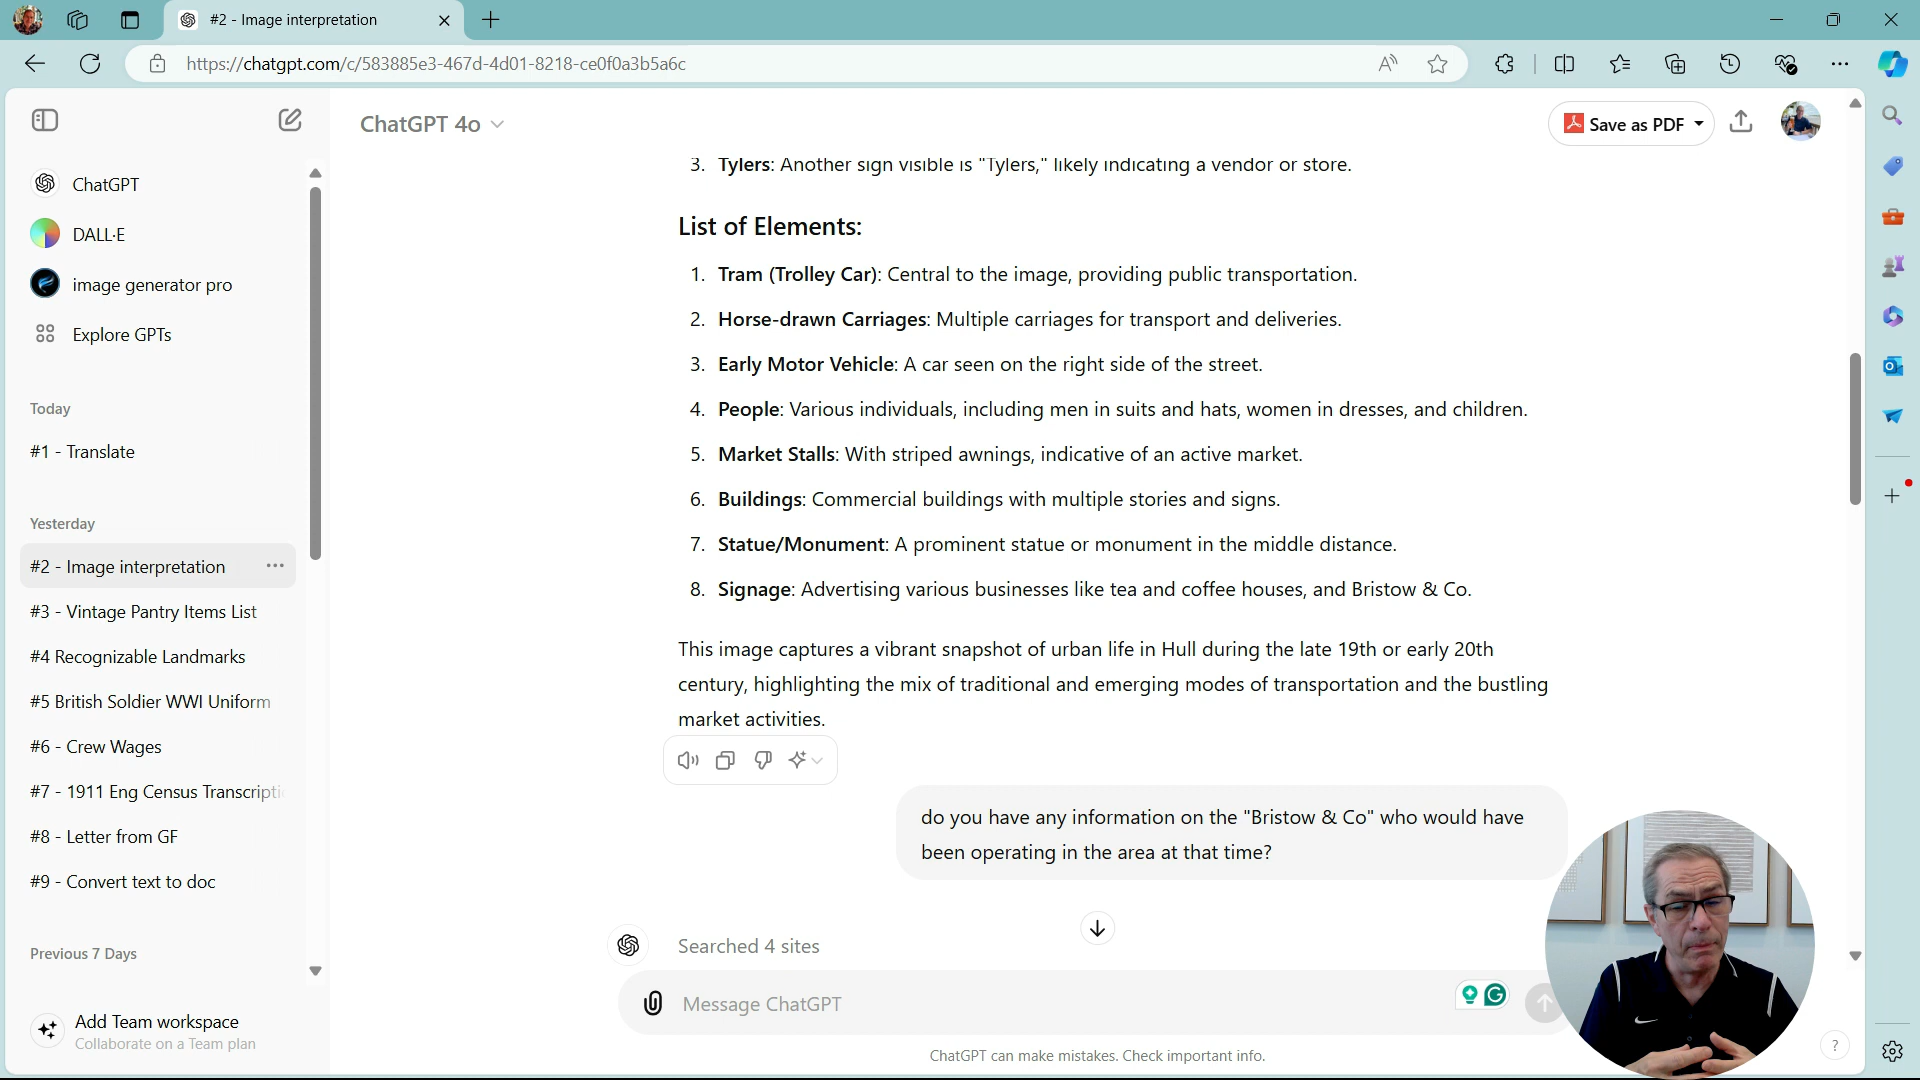 #2 - Image interpretation
https://chatgpt.com/c/583885e3-467d-4d01-8218-ce0f0a3b5a6c
ChatGPT 4o
Save as PDF
ChatGPT
DALL·E
image generator pro
Explore GPTs
Today
#1 - Translate
Yesterday
#2 - Image interpretation
#3 - Vintage Pantry Items List
#4 Recognizable Landmarks
#5 British Soldier WWI Uniform
#6 - Crew Wages
#7 - 1911 Eng Census Transcripti
#8 - Letter from GF
#9 - Convert text to doc
Previous 7 Days
Add Team workspace
Collaborate on a Team plan
3. Tylers: Another sign visible is "Tylers," likely indicating a vendor or store.
List of Elements:
1. Tram (Trolley Car): Central to the image, providing public transportation.
2. Horse-drawn Carriages: Multiple carriages for transport and deliveries.
3. Early Motor Vehicle: A car seen on the right side of the street.
4. People: Various individuals, including men in suits and hats, women in dresses, and children.
5. Market Stalls: With striped awnings, indicative of an active market.
6. Buildings: Commercial buildings with multiple stories and signs.
7. Statue/Monument: A prominent statue or monument in the middle distance.
8. Signage: Advertising various businesses like tea and coffee houses, and Bristow & Co.
This image captures a vibrant snapshot of urban life in Hull during the late 19th or early 20th
century, highlighting the mix of traditional and emerging modes of transportation and the bustling
market activities.
do you have any information on the "Bristow & Co" who would have
been operating in the area at that time?
Searched 4 sites
Message ChatGPT
ChatGPT can make mistakes. Check important info.
?